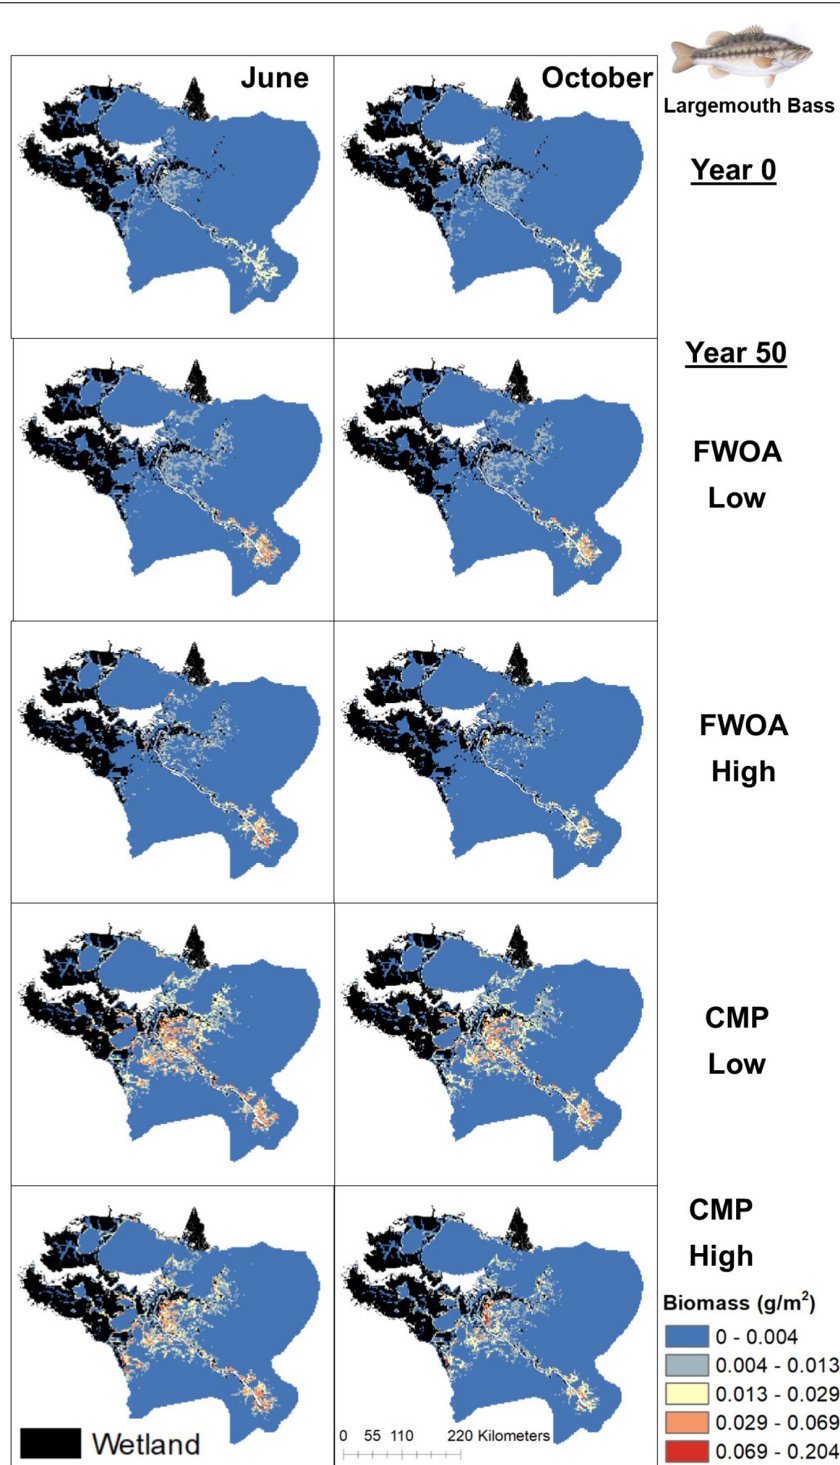 June
October
Largemouth Bass
Year 0
Year 50
FWOA
Low
FWOA
High
CMP
Low
CMP
High
Biomass (g/m²)
0 - 0.004
0.004 - 0.013
0.013 - 0.029
0.029 - 0.069
0.069 - 0.204
Wetland
0 55 110 220 Kilometers